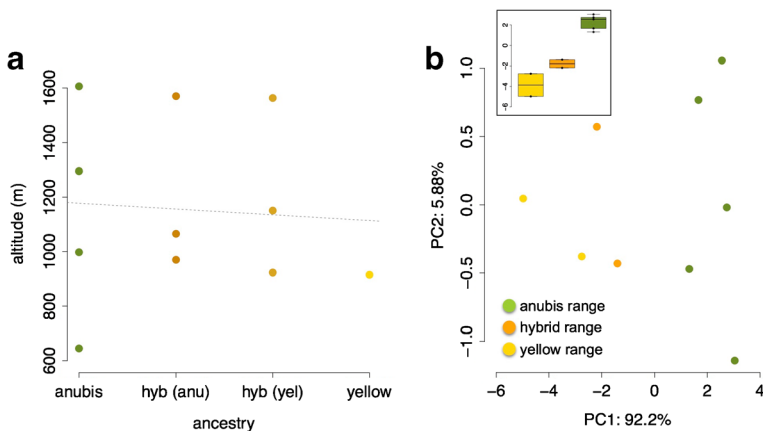 a
altitude (m)
1600
1400
1200
1000
800
600
anubis
hyb (anu)
hyb (yel)
yellow
ancestry
b
2
0
−2
−4
−6
PC2: 5.88%
1.0
0.5
0.0
−0.5
−1.0
anubis range
hybrid range
yellow range
−6
−4
−2
0
2
4
PC1: 92.2%